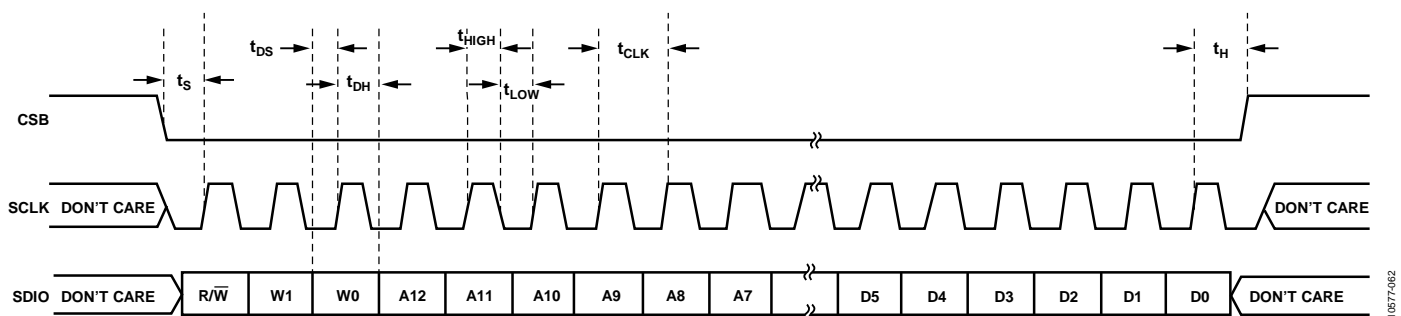 tDS
tHIGH
tCLK
tH
tS
tDH
tLOW
CSB
SCLK DON'T CARE
DON'T CARE
SDIO DON'T CARE
R/W̅
W1
W0
A12
A11
A10
A9
A8
A7
D5
D4
D3
D2
D1
D0
DON'T CARE
10577-062